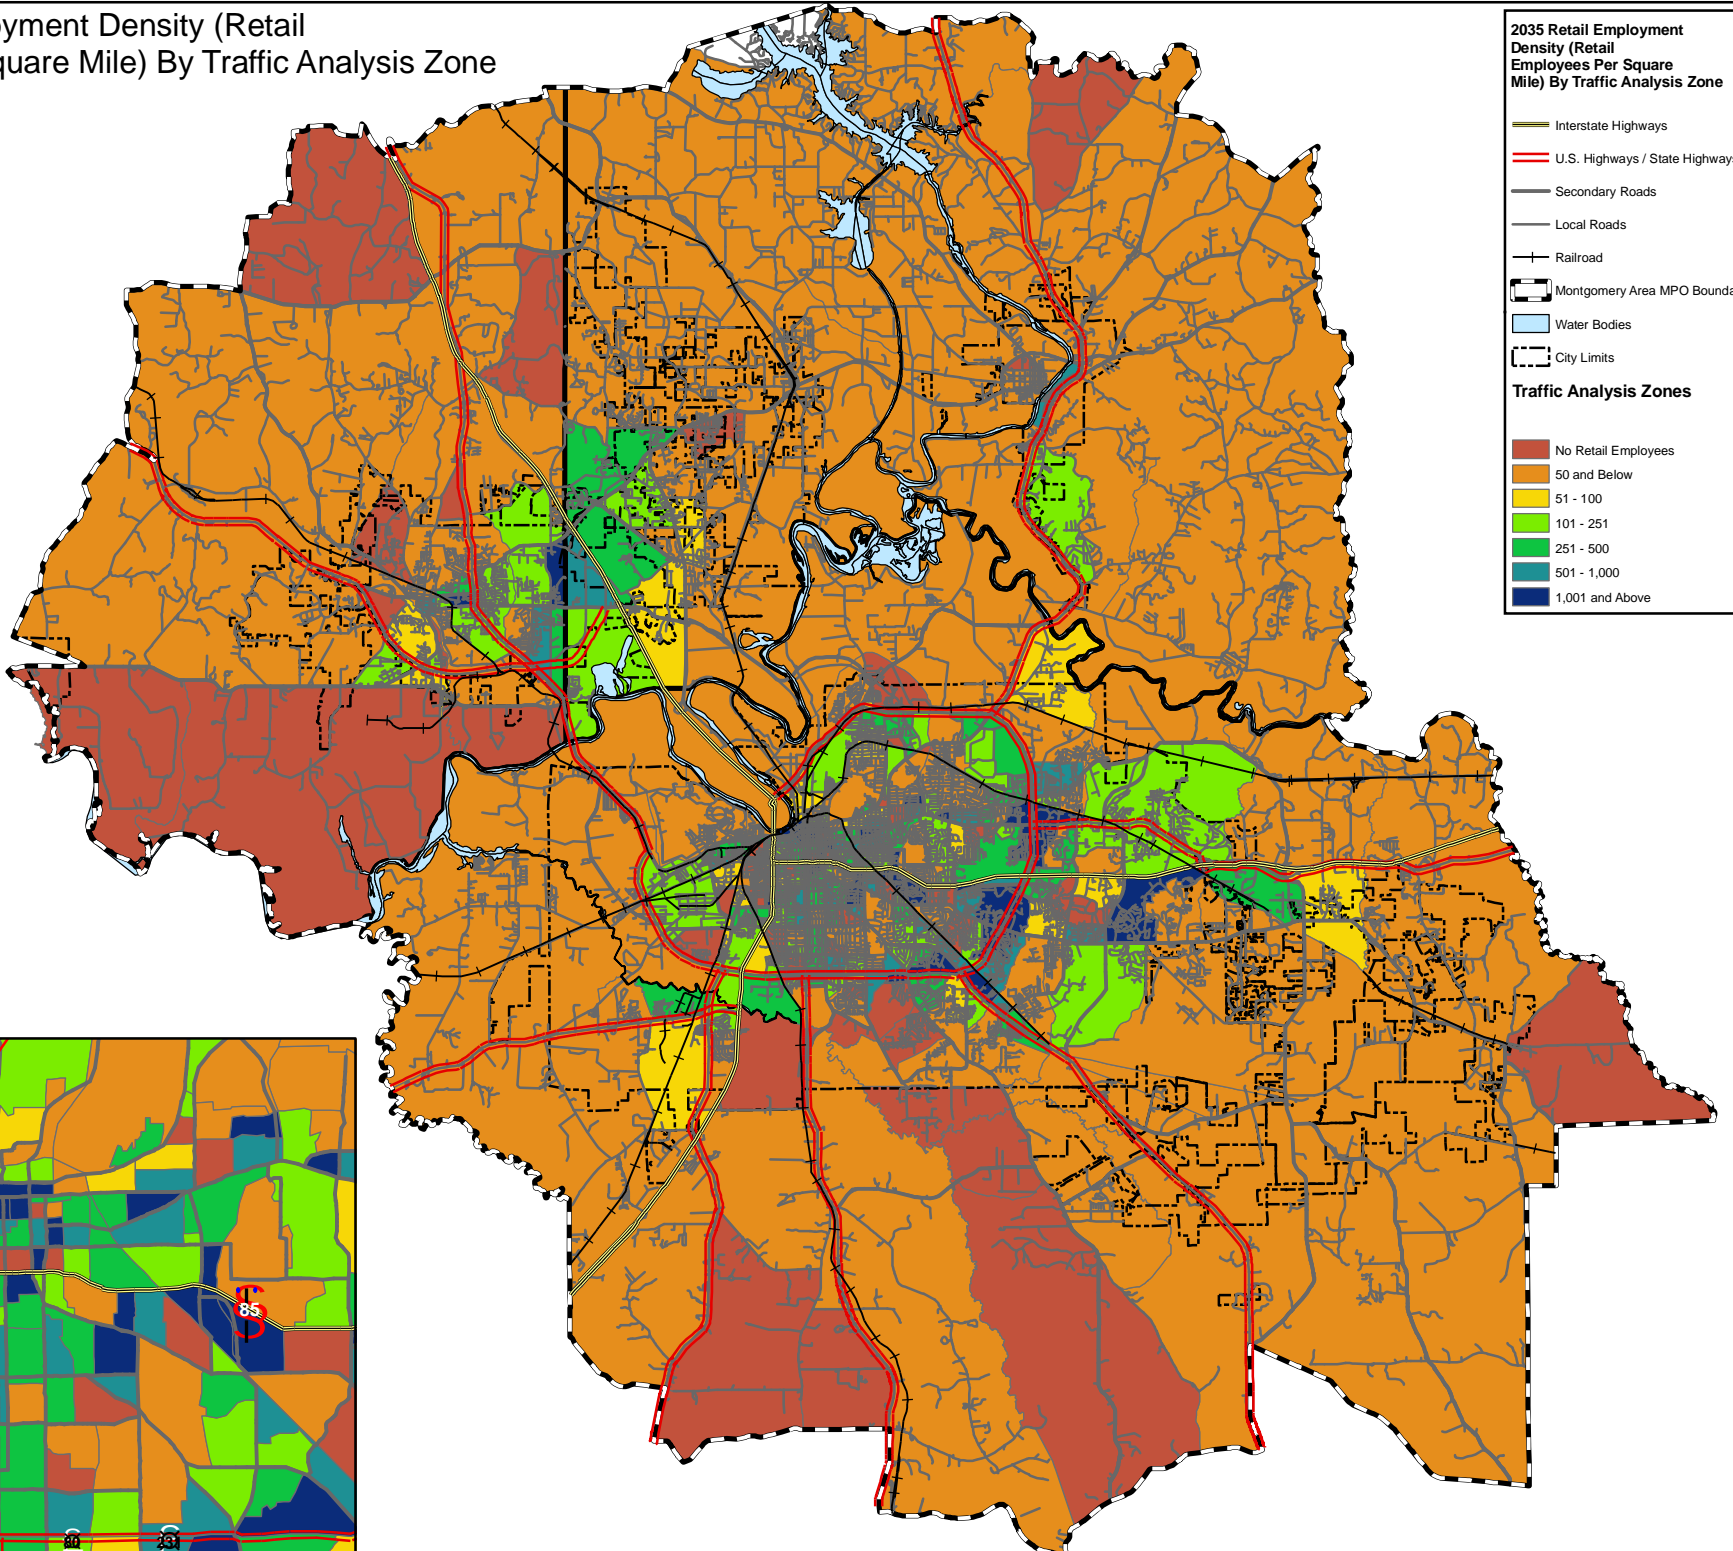 yment Density (Retail
quare Mile) By Traffic Analysis Zone
2035 Retail Employment
Density (Retail
Employees Per Square
Mile) By Traffic Analysis Zone
Interstate Highways
U.S. Highways / State Highways
Secondary Roads
Local Roads
Railroad
Montgomery Area MPO Bounda
Water Bodies
City Limits
Traffic Analysis Zones
No Retail Employees
50 and Below
51 - 100
101 - 251
251 - 500
501 - 1,000
1,001 and Above
85
80
231